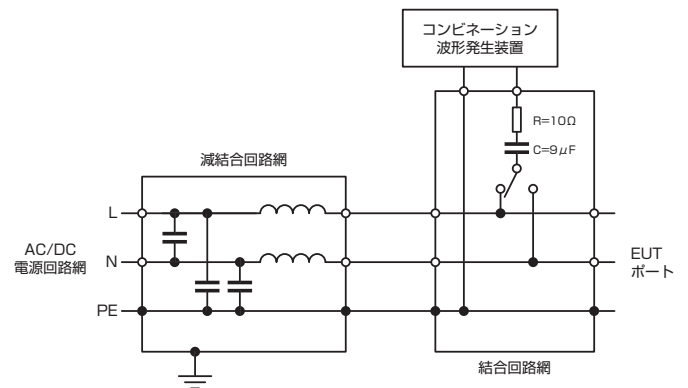 コンビネーション
波形発生装置
R=10Ω
C=9μF
減結合回路網
L
AC/DC
電源回路網
N
PE
EUT
ポート
結合回路網